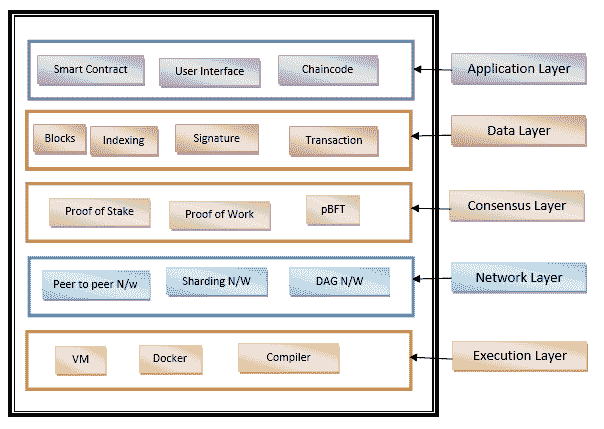 Smart Contract
User Interface
Chaincode
Application Layer
Blocks
Indexing
Signature
Transaction
Data Layer
Proof of Stake
Proof of Work
pBFT
Consensus Layer
Peer to peer N/w
Sharding N/W
DAG N/W
Network Layer
VM
Docker
Compiler
Execution Layer